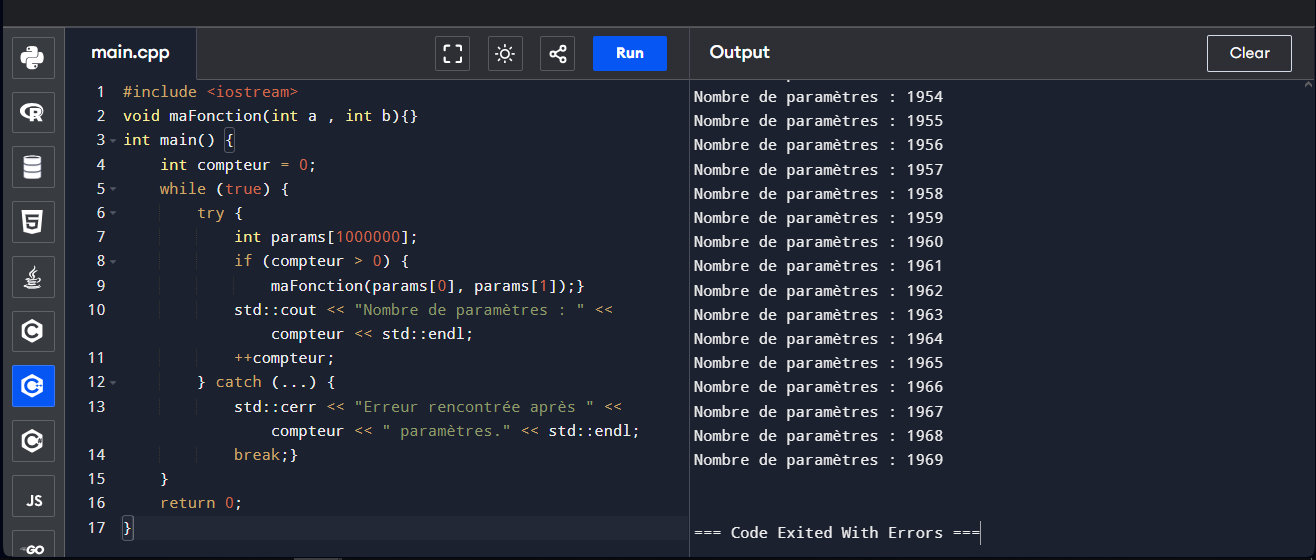 main.cpp
Run
Output
Clear
1 #include <iostream>
2 void maFonction(int a , int b){}
3 int main() {
4 int compteur = 0;
5 while (true) {
6 try {
7 int params[1000000];
8 if (compteur > 0) {
9 maFonction(params[0], params[1]);}
10 std::cout << "Nombre de paramètres : " <<
compteur << std::endl;
11 ++compteur;
12 } catch (...) {
13 std::cerr << "Erreur rencontrée après " <<
compteur << " paramètres." << std::endl;
14 break;}
15 }
16 return 0;
17 }
Nombre de paramètres : 1954
Nombre de paramètres : 1955
Nombre de paramètres : 1956
Nombre de paramètres : 1957
Nombre de paramètres : 1958
Nombre de paramètres : 1959
Nombre de paramètres : 1960
Nombre de paramètres : 1961
Nombre de paramètres : 1962
Nombre de paramètres : 1963
Nombre de paramètres : 1964
Nombre de paramètres : 1965
Nombre de paramètres : 1966
Nombre de paramètres : 1967
Nombre de paramètres : 1968
Nombre de paramètres : 1969
=== Code Exited With Errors ===
R
5
C
C++
C
JS
GO